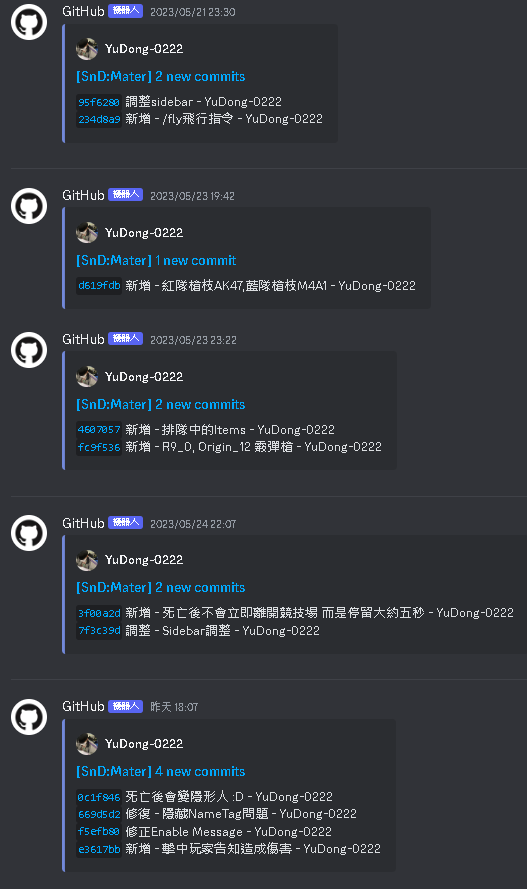 GitHub 機器人 2023/05/21 23:30
YuDong-0222
[SnD:Mater] 2 new commits
95f6280 調整sidebar - YuDong-0222
234d8a9 新增 - /fly飛行指令 - YuDong-0222
GitHub 機器人 2023/05/23 19:42
YuDong-0222
[SnD:Mater] 1 new commit
d619fdb 新增 - 紅隊槍枝AK47,藍隊槍枝M4A1 - YuDong-0222
GitHub 機器人 2023/05/23 23:22
YuDong-0222
[SnD:Mater] 2 new commits
4607057 新增 - 排隊中的Items - YuDong-0222
fc9f536 新增 - R9_0, Origin_12 霰彈槍 - YuDong-0222
GitHub 機器人 2023/05/24 22:07
YuDong-0222
[SnD:Mater] 2 new commits
3f00a2d 新增 - 死亡後不會立即離開競技場 而是停留大約五秒 - YuDong-0222
7f3c39d 調整 - Sidebar調整 - YuDong-0222
GitHub 機器人 昨天 18:07
YuDong-0222
[SnD:Mater] 4 new commits
0c1f846 死亡後會變隱形人 :D - YuDong-0222
669d5d2 修復 - 隱藏NameTag問題 - YuDong-0222
f5efb80 修正Enable Message - YuDong-0222
e3617bb 新增 - 擊中玩家告知造成傷害 - YuDong-0222